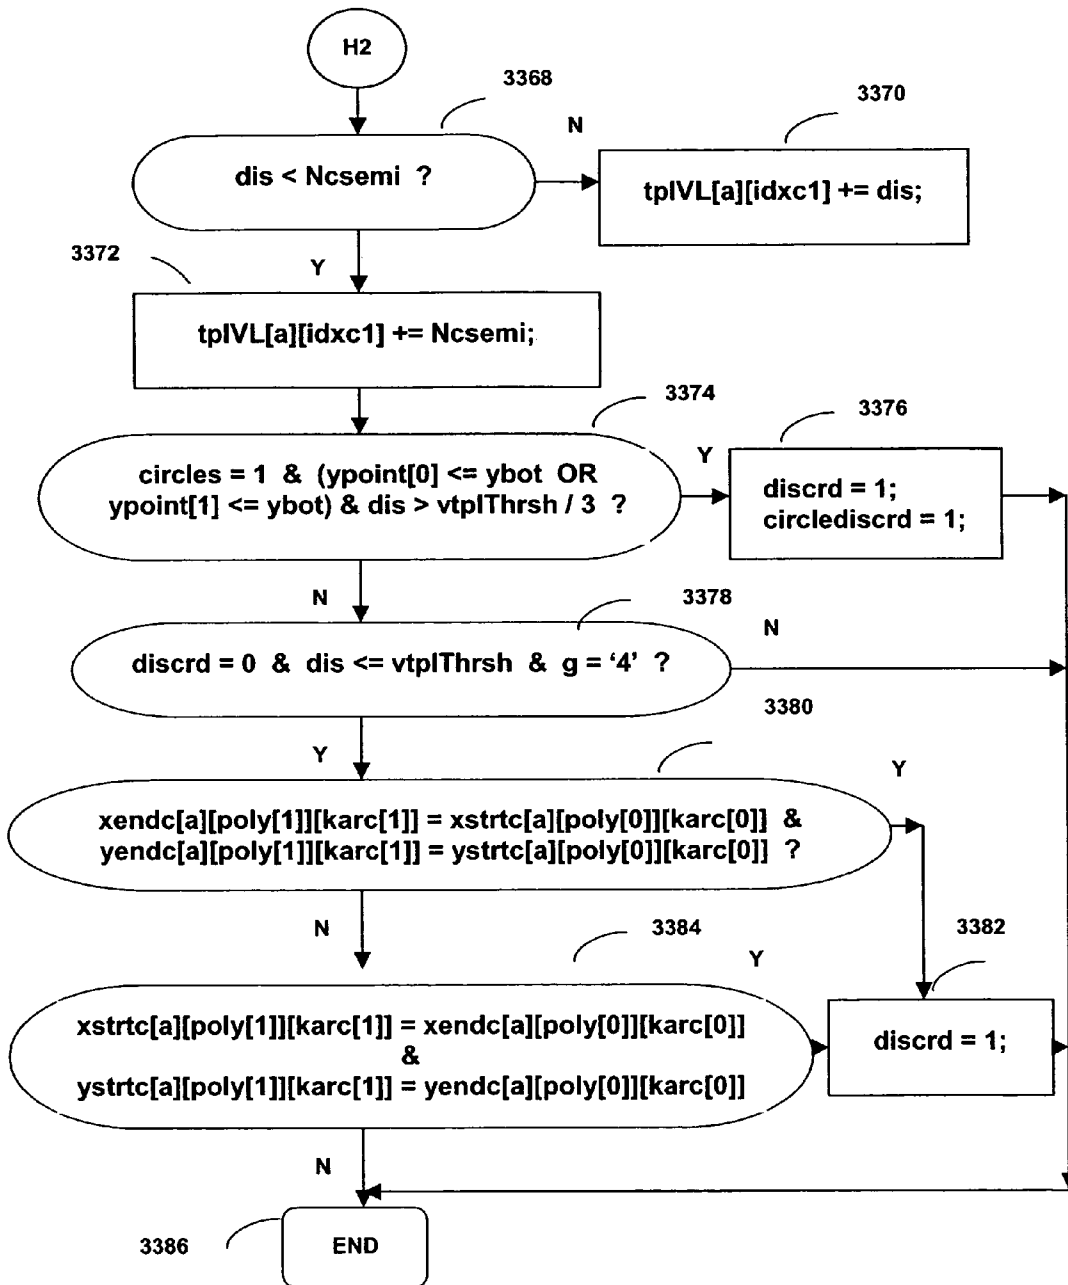 H2
3368
dis < Ncsemi ?
N
3370
tplVL[a][idxc1] += dis;
Y
3372
tplVL[a][idxc1] += Ncsemi;
3374
circles = 1 & (ypoint[0] <= ybot OR
ypoint[1] <= ybot) & dis > vtplThrsh / 3 ?
Y
3376
discrd = 1;
circlediscrd = 1;
N
3378
discrd = 0 & dis <= vtplThrsh & g = ‘4’ ?
N
Y
3380
xendc[a][poly[1]][karc[1]] = xstrtc[a][poly[0]][karc[0]] &
yendc[a][poly[1]][karc[1]] = ystrtc[a][poly[0]][karc[0]] ?
Y
N
3384
xstrtc[a][poly[1]][karc[1]] = xendc[a][poly[0]][karc[0]]
&
ystrtc[a][poly[1]][karc[1]] = yendc[a][poly[0]][karc[0]]
Y
3382
discrd = 1;
N
3386
END